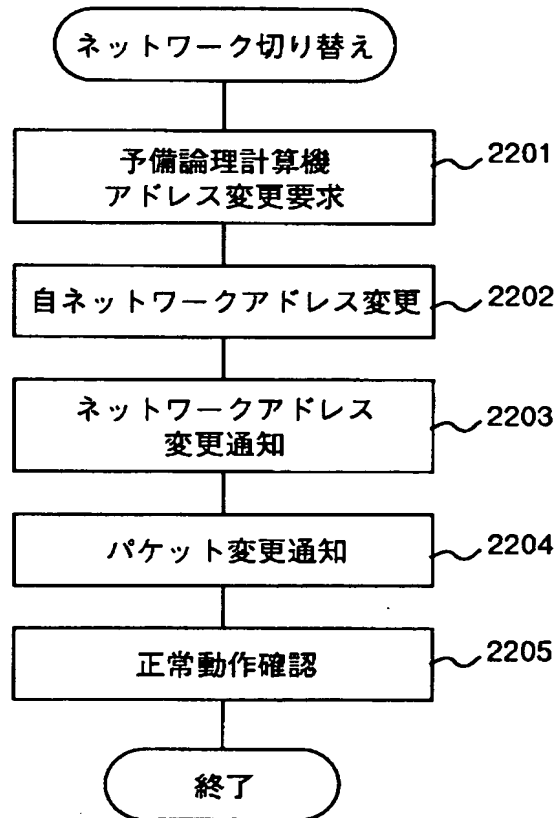 ネットワーク切り替え
予備論理計算機
アドレス変更要求
2201
自ネットワークアドレス変更
2202
ネットワークアドレス
変更通知
2203
パケット変更通知
2204
正常動作確認
2205
終了